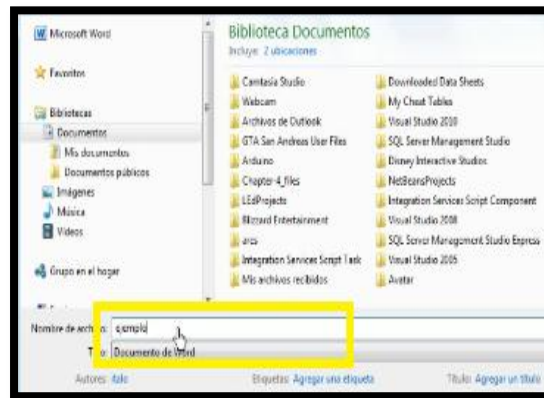 Microsoft Word
Favoritos
Bibliotecas
Documentos
Mis documentos
Documentos públicos
Imágenes
Música
Videos
Grupo en el hogar
Biblioteca Documentos
Incluye: 2 ubicaciones
Camtasia Studio
Webcam
Archivos de Outlook
GTA San Andreas User Files
Arduino
Chapter-4_files
LEdProjects
Blizzard Entertainment
ares
Integration Services Script Task
Mis archivos recibidos
Downloaded Data Sheets
My Cheat Tables
Visual Studio 2010
SQL Server Management Studio
Disney Interactive Studios
NetBeansProjects
Integration Services Script Component
Visual Studio 2008
SQL Server Management Studio Express
Visual Studio 2005
Avatar
Nombre de archivo: ejemplo
Documento de Word
Autores: italo
Etiquetas: Agregar una etiqueta
Título: Agregar un título